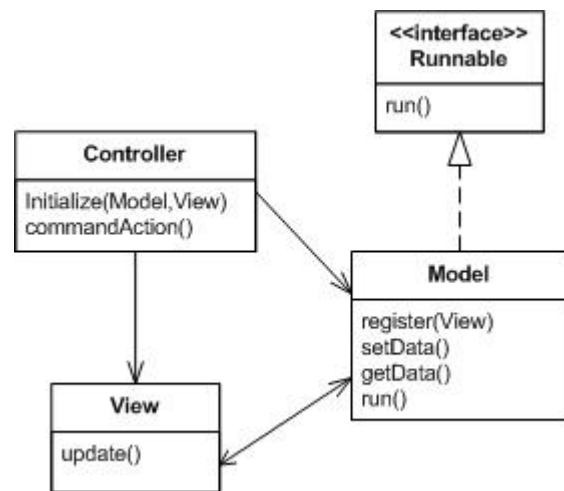 <<interface>>
Runnable
run()
Controller
Initialize(Model,View)
commandAction()
Model
register(View)
setData()
getData()
run()
View
update()